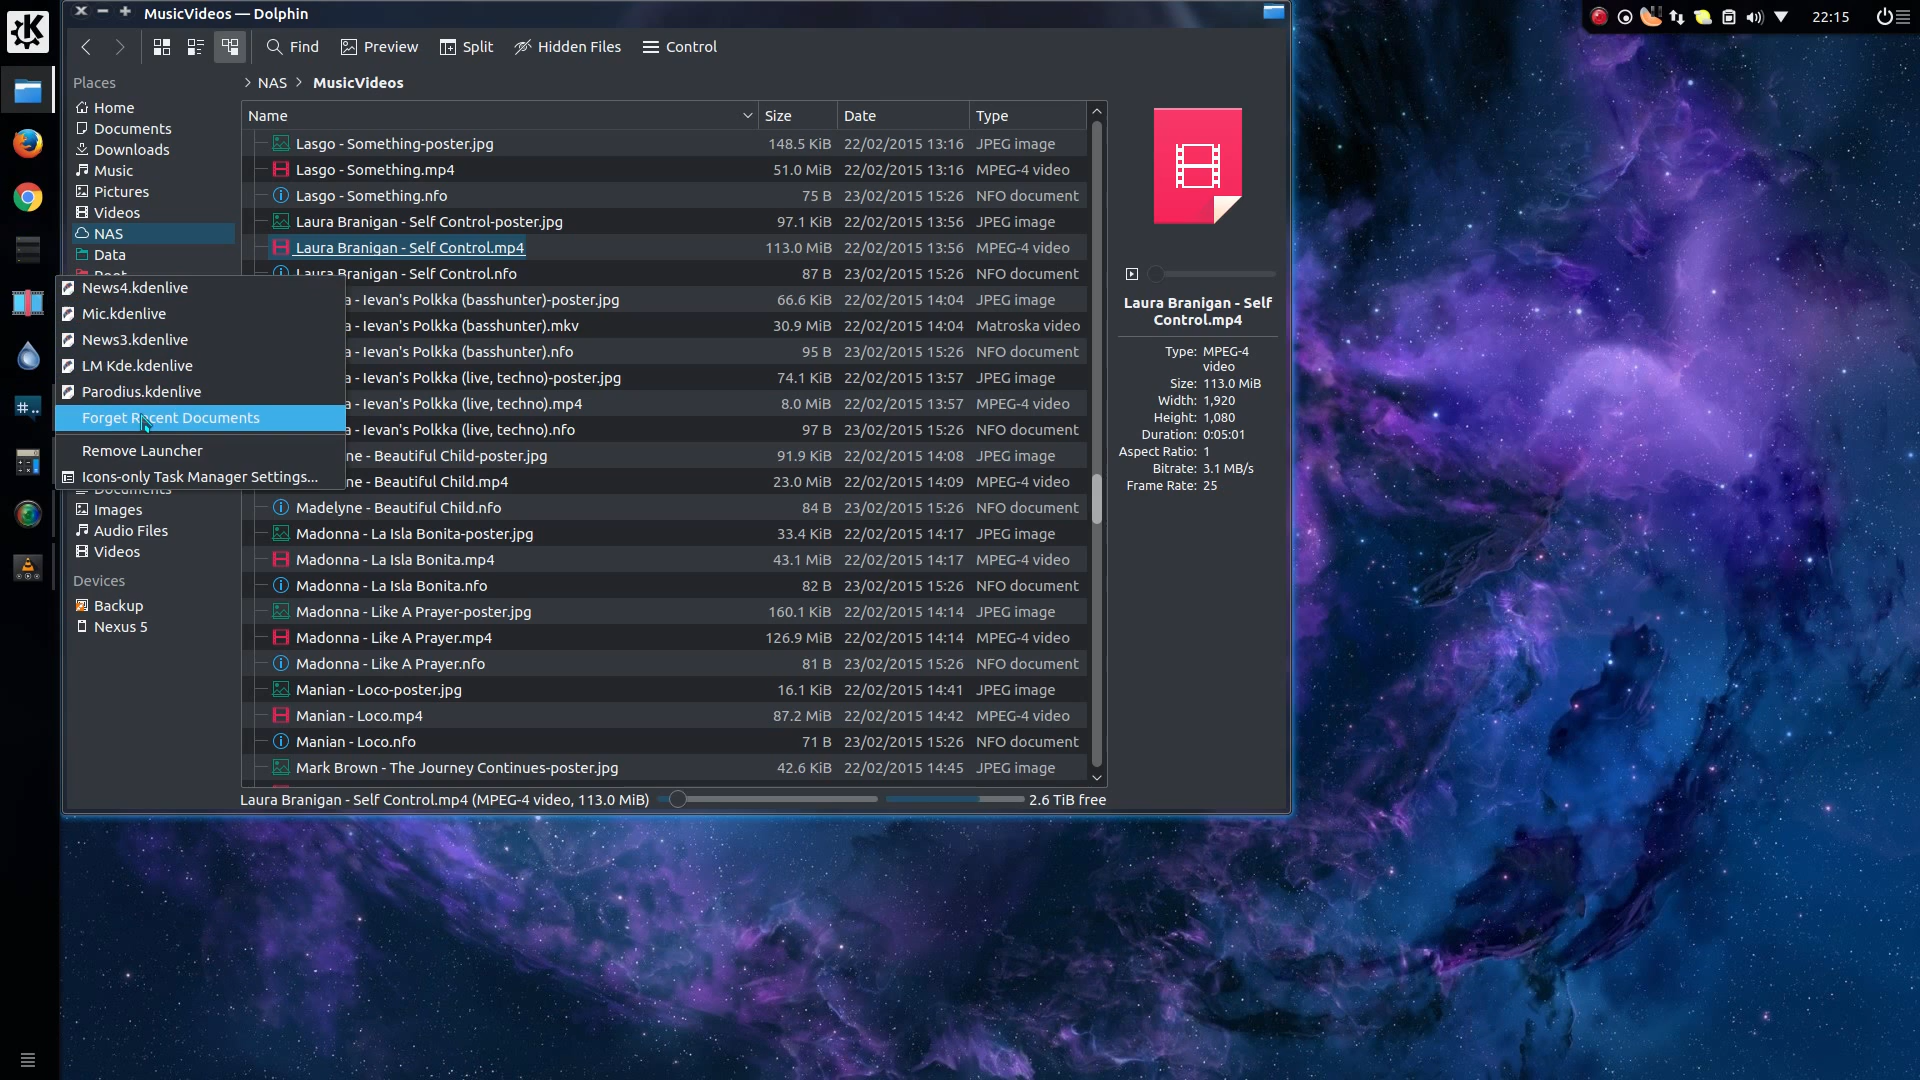 MusicVideos — Dolphin
22:15
Find Preview Split Hidden Files Control
Places
Home
Documents
Downloads
Music
Pictures
Videos
NAS
Data
Root
> NAS > MusicVideos
Name Size Date Type
Lasgo - Something-poster.jpg 148.5 KiB 22/02/2015 13:16 JPEG image
Lasgo - Something.mp4 51.0 MiB 22/02/2015 13:16 MPEG-4 video
Lasgo - Something.nfo 75 B 23/02/2015 15:26 NFO document
Laura Branigan - Self Control-poster.jpg 97.1 KiB 22/02/2015 13:56 JPEG image
Laura Branigan - Self Control.mp4 113.0 MiB 22/02/2015 13:56 MPEG-4 video
Laura Branigan - Self Control.nfo 87 B 23/02/2015 15:26 NFO document
a - Ievan's Polkka (basshunter)-poster.jpg 66.6 KiB 22/02/2015 14:04 JPEG image
a - Ievan's Polkka (basshunter).mkv 30.9 MiB 22/02/2015 14:04 Matroska video
a - Ievan's Polkka (basshunter).nfo 95 B 23/02/2015 15:26 NFO document
a - Ievan's Polkka (live, techno)-poster.jpg 74.1 KiB 22/02/2015 13:57 JPEG image
a - Ievan's Polkka (live, techno).mp4 8.0 MiB 22/02/2015 13:57 MPEG-4 video
a - Ievan's Polkka (live, techno).nfo 97 B 23/02/2015 15:26 NFO document
ne - Beautiful Child-poster.jpg 91.9 KiB 22/02/2015 14:08 JPEG image
ne - Beautiful Child.mp4 23.0 MiB 22/02/2015 14:09 MPEG-4 video
Madelyne - Beautiful Child.nfo 84 B 23/02/2015 15:26 NFO document
Madonna - La Isla Bonita-poster.jpg 33.4 KiB 22/02/2015 14:17 JPEG image
Madonna - La Isla Bonita.mp4 43.1 MiB 22/02/2015 14:17 MPEG-4 video
Madonna - La Isla Bonita.nfo 82 B 23/02/2015 15:26 NFO document
Madonna - Like A Prayer-poster.jpg 160.1 KiB 22/02/2015 14:14 JPEG image
Madonna - Like A Prayer.mp4 126.9 MiB 22/02/2015 14:14 MPEG-4 video
Madonna - Like A Prayer.nfo 81 B 23/02/2015 15:26 NFO document
Manian - Loco-poster.jpg 16.1 KiB 22/02/2015 14:41 JPEG image
Manian - Loco.mp4 87.2 MiB 22/02/2015 14:42 MPEG-4 video
Manian - Loco.nfo 71 B 23/02/2015 15:26 NFO document
Mark Brown - The Journey Continues-poster.jpg 42.6 KiB 22/02/2015 14:45 JPEG image
News4.kdenlive
Mic.kdenlive
News3.kdenlive
LM Kde.kdenlive
Parodius.kdenlive
Forget Recent Documents
Remove Launcher
Icons-only Task Manager Settings...
Documents
Images
Audio Files
Videos
Devices
Backup
Nexus 5
Laura Branigan - Self
Control.mp4
Type: MPEG-4
video
Size: 113.0 MiB
Width: 1,920
Height: 1,080
Duration: 0:05:01
Aspect Ratio: 1
Bitrate: 3.1 MB/s
Frame Rate: 25
Laura Branigan - Self Control.mp4 (MPEG-4 video, 113.0 MiB) 2.6 TiB free